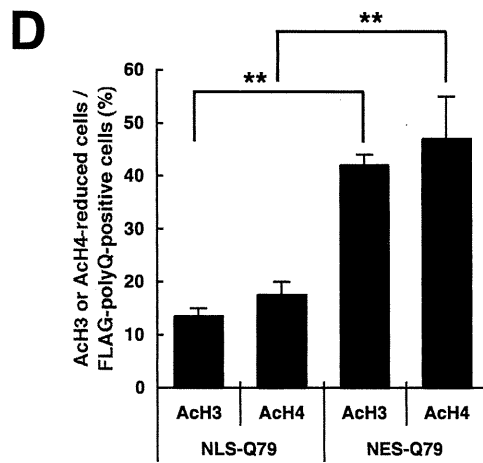 D
**
**
AcH3 or AcH4-reduced cells /
FLAG-polyQ-positive cells (%)
60
50
40
30
20
10
0
AcH3 AcH4 AcH3 AcH4
NLS-Q79 NES-Q79